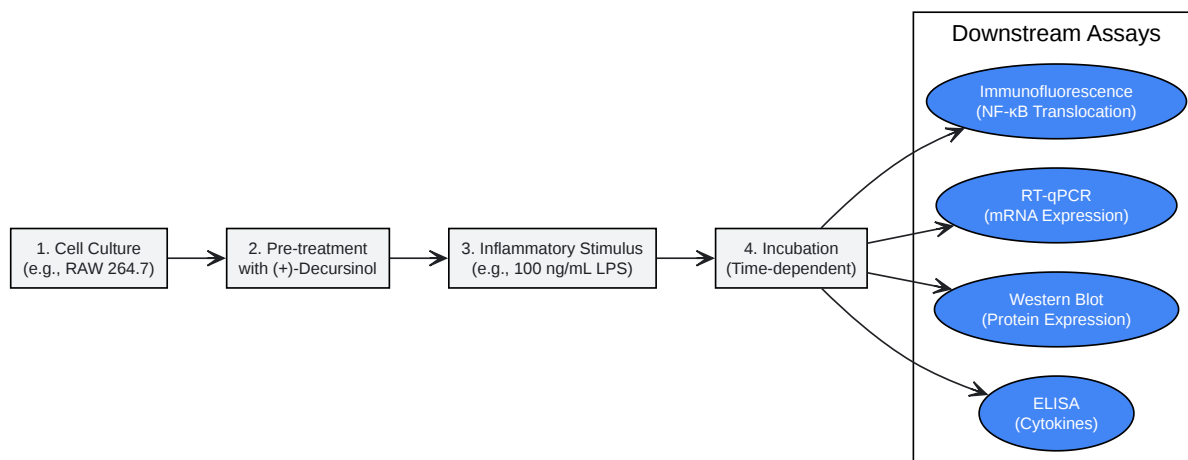 Downstream Assays
Immunofluorescence
(NF-κB Translocation)
RT-qPCR
(mRNA Expression)
1. Cell Culture
(e.g., RAW 264.7)
2. Pre-treatment
with (+)-Decursinol
3. Inflammatory Stimulus
(e.g., 100 ng/mL LPS)
4. Incubation
(Time-dependent)
Western Blot
(Protein Expression)
ELISA
(Cytokines)